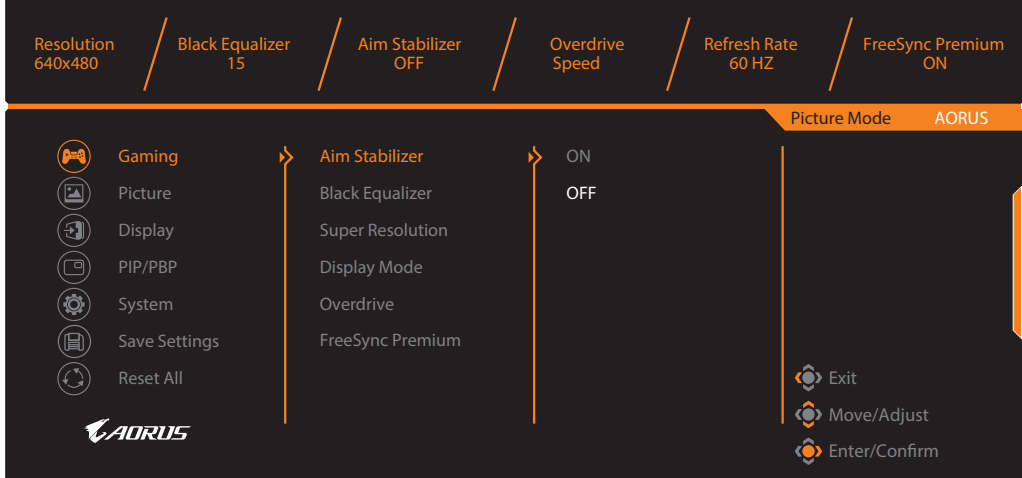 Resolution
640x480
Black Equalizer
15
Aim Stabilizer
OFF
Overdrive
Speed
Refresh Rate
60 HZ
FreeSync Premium
ON
Picture Mode AORUS
Gaming Aim Stabilizer ON
Picture Black Equalizer OFF
Display Super Resolution
PIP/PBP Display Mode
System Overdrive
Save Settings FreeSync Premium
Reset All
Exit
AORUS
Move/Adjust
Enter/Confirm